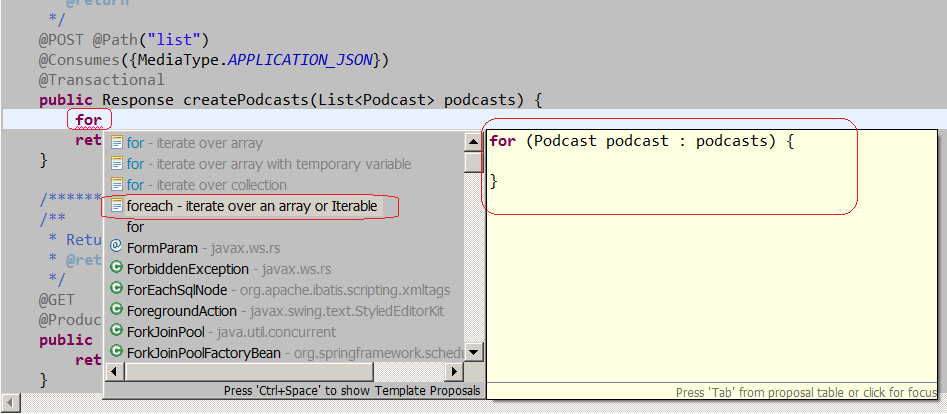 @return
*/
@POST @Path("list")
@Consumes({MediaType.APPLICATION_JSON})
@Transactional
public Response createPodcasts(List<Podcast> podcasts) {
for
ret
}
/*******
/**
* Retu
* @ret
*/
@GET
@Produc
public
ret
}
for - iterate over array
for - iterate over array with temporary variable
for - iterate over collection
foreach - iterate over an array or Iterable
for
FormParam - javax.ws.rs
ForbiddenException - javax.ws.rs
ForEachSqlNode - org.apache.ibatis.scripting.xmltags
ForegroundAction - javax.swing.text.StyledEditorKit
ForkJoinPool - java.util.concurrent
ForkJoinPoolFactoryBean - org.springframework.schedu
Press 'Ctrl+Space' to show Template Proposals
for (Podcast podcast : podcasts) {
}
Press 'Tab' from proposal table or click for focus